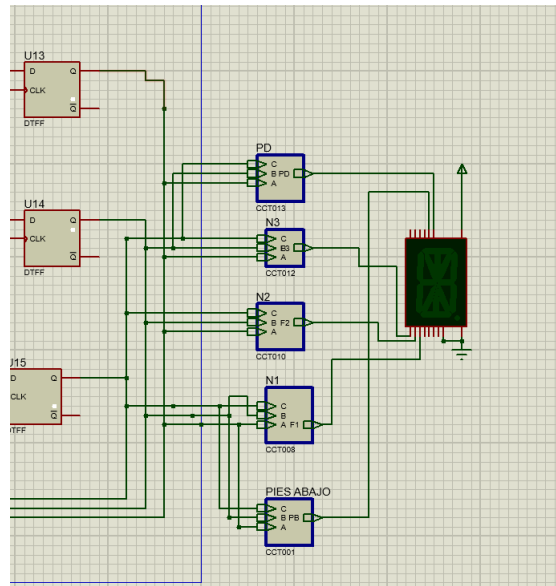 U13
D Q
CLK
Q
DTFF
PD
C
B PD
A
CCT013
U14
D Q
CLK
Q
DTFF
N3
C
B3
A
CCT012
N2
C
B F2
A
CCT010
J15
D Q
CLK
Q
DTFF
N1
C
B
A F1
CCT008
PIES ABAJO
C
B PB
A
CCT001